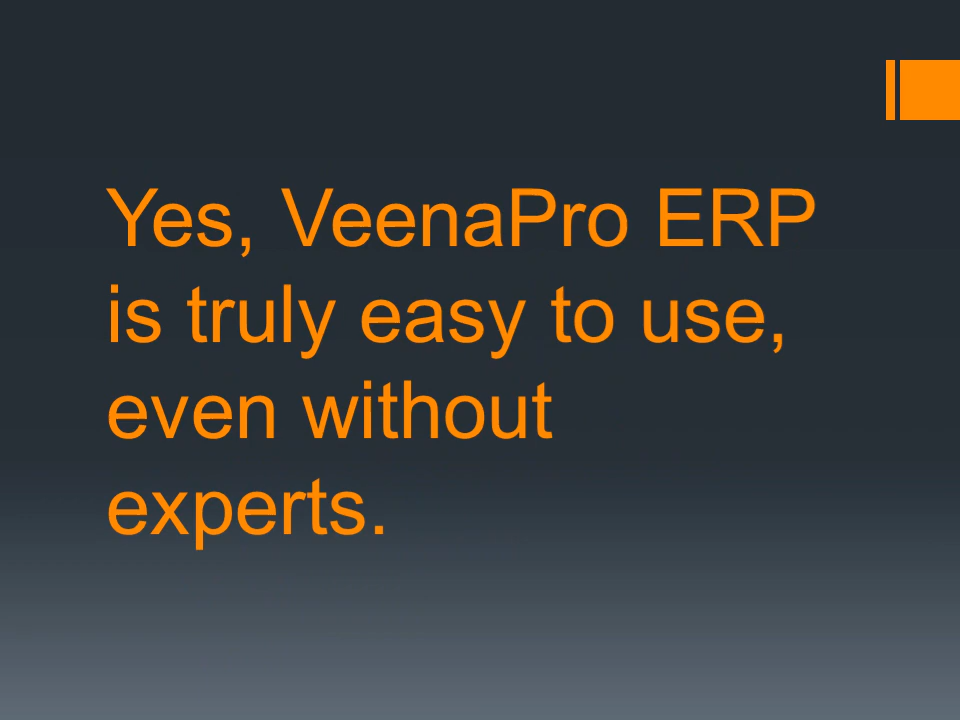 Yes, VeenaPro ERP
is truly easy to use,
even without
experts.